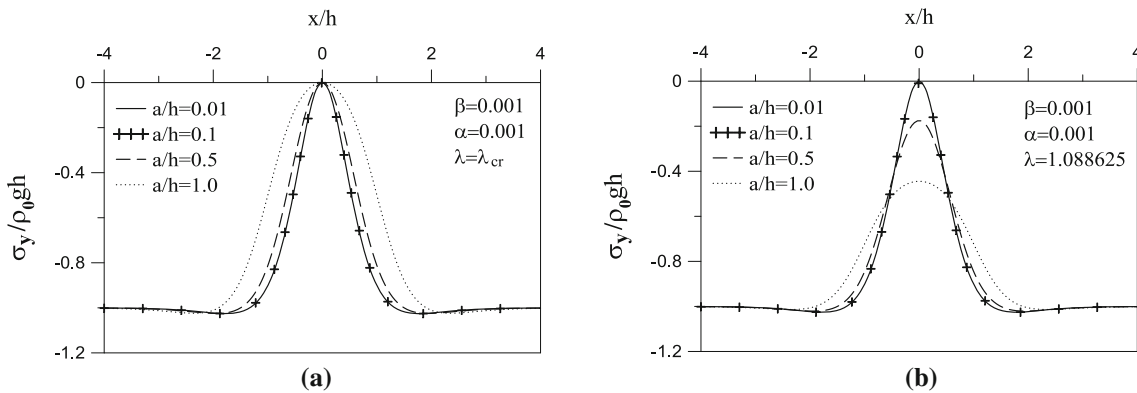 x/h
-4 -2 0 2 4
0
-0.4
-0.8
-1.2
σy/ρ0gh
a/h=0.01
a/h=0.1
a/h=0.5
a/h=1.0
β=0.001
α=0.001
λ=λcr
(a)
x/h
-4 -2 0 2 4
0
-0.4
-0.8
-1.2
σy/ρ0gh
a/h=0.01
a/h=0.1
a/h=0.5
a/h=1.0
β=0.001
α=0.001
λ=1.088625
(b)